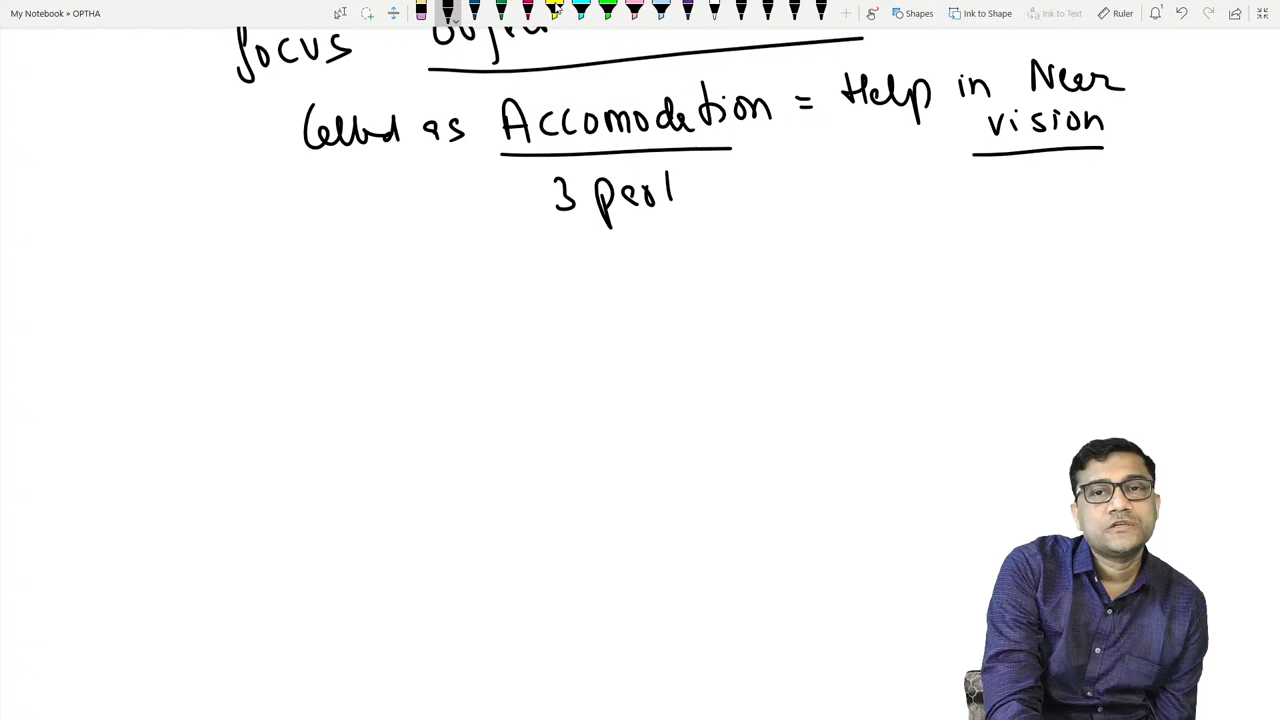 My Notebook » OPTHA
Shapes
Ink to Shape
Ink to Text
Ruler
focus
Called as Accomodation = Help in Near
vision
3 part